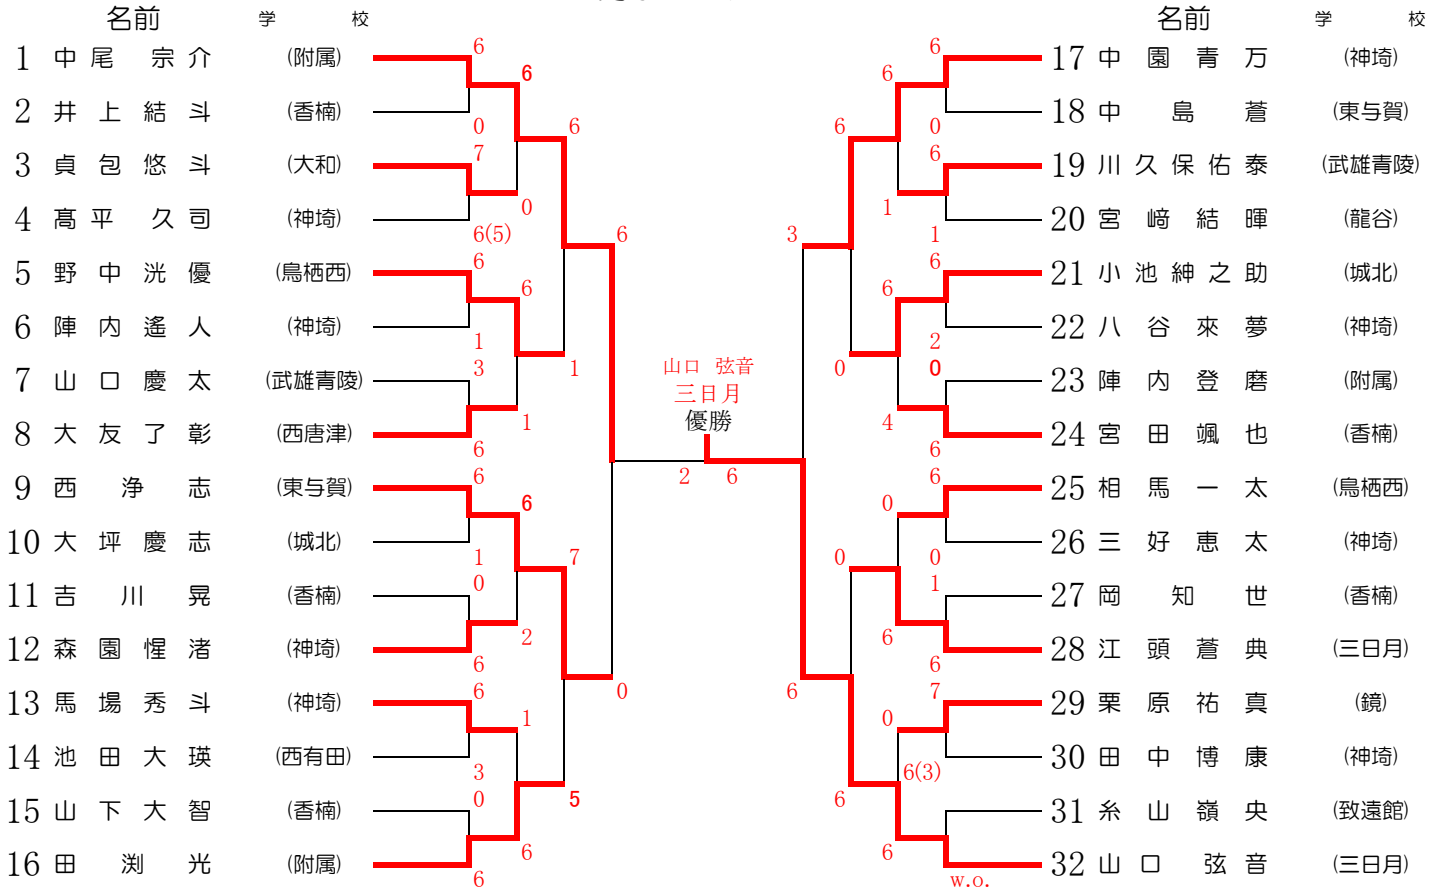 名前 学 校 名前 学 校
1 中尾 宗介 (附属) 6 6 17 中園青万 (神埼)
6 6
2 井上結斗 (香楠) 0 6 6 0 18 中島蒼 (東与賀)
3 貞包悠斗 (大和) 7 6 19 川久保佑泰 (武雄青陵)
0 1
4 髙平久司 (神埼) 6(5) 6 3 1 20 宮﨑結暉 (龍谷)
5 野中洸優 (鳥栖西) 6 6 21 小池紳之助 (城北)
6 6
6 陣内遙人 (神埼) 1 2 22 八谷來夢 (神埼)
7 山口慶太 (武雄青陵) 3 1 山口 弦音 0 0 23 陣内登磨 (附属)
三日月
1 優勝 4
8 大友了彰 (西唐津) 6 6 24 宮田颯也 (香楠)
2 6
9 西浄志 (東与賀) 6 6 25 相馬一太 (鳥栖西)
6 0
10 大坪慶志 (城北) 1 7 0 0 26 三好恵太 (神埼)
11 吉川晃 (香楠) 0 1 27 岡知世 (香楠)
2 6
12 森園惺渚 (神埼) 6 6 28 江頭蒼典 (三日月)
0 6
13 馬場秀斗 (神埼) 6 7 29 栗原祐真 (鏡)
1 0
14 池田大瑛 (西有田) 3 6(3) 30 田中博康 (神埼)
15 山下大智 (香楠) 0 5 6 31 糸山嶺央 (致遠館)
6 6
16 田渕光 (附属) 6 w.o. 32 山口弦音 (三日月)